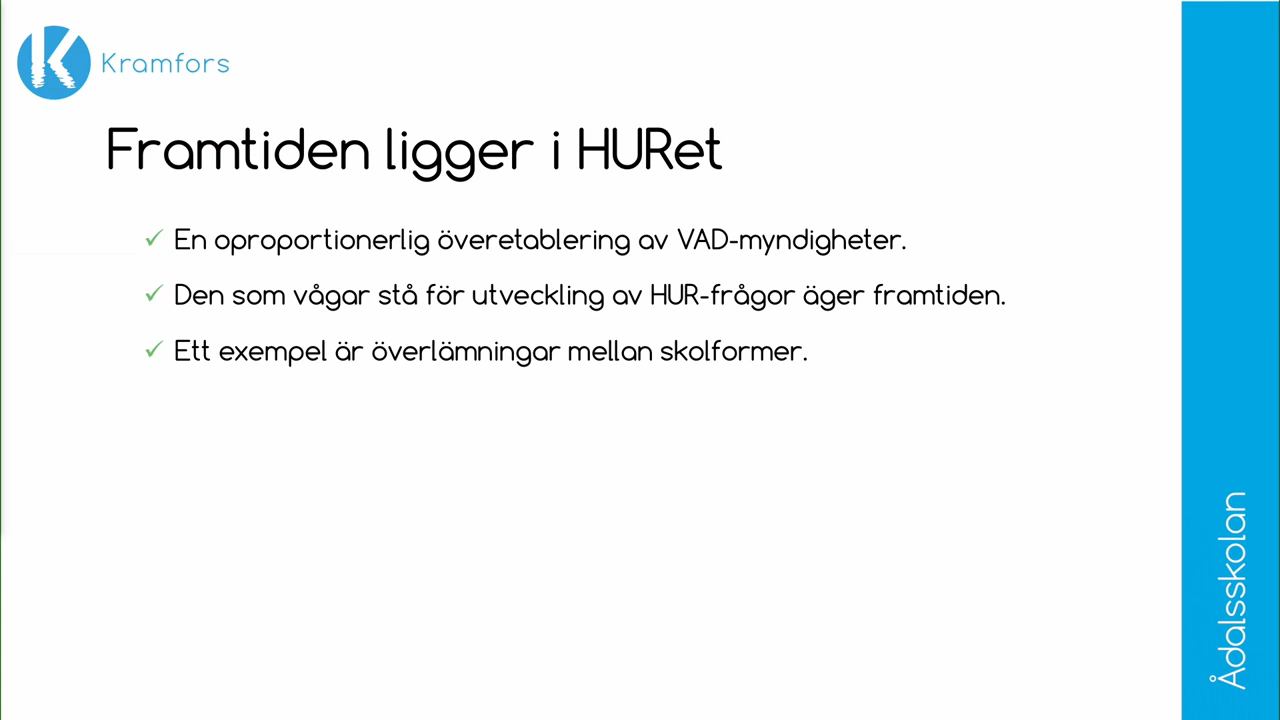 Kramfors
Framtiden ligger i HURet
✓ En oproportionerlig överetablering av VAD-myndigheter.
✓ Den som vågar stå för utveckling av HUR-frågor äger framtiden.
✓ Ett exempel är överlämningar mellan skolformer.
Ådalsskolan